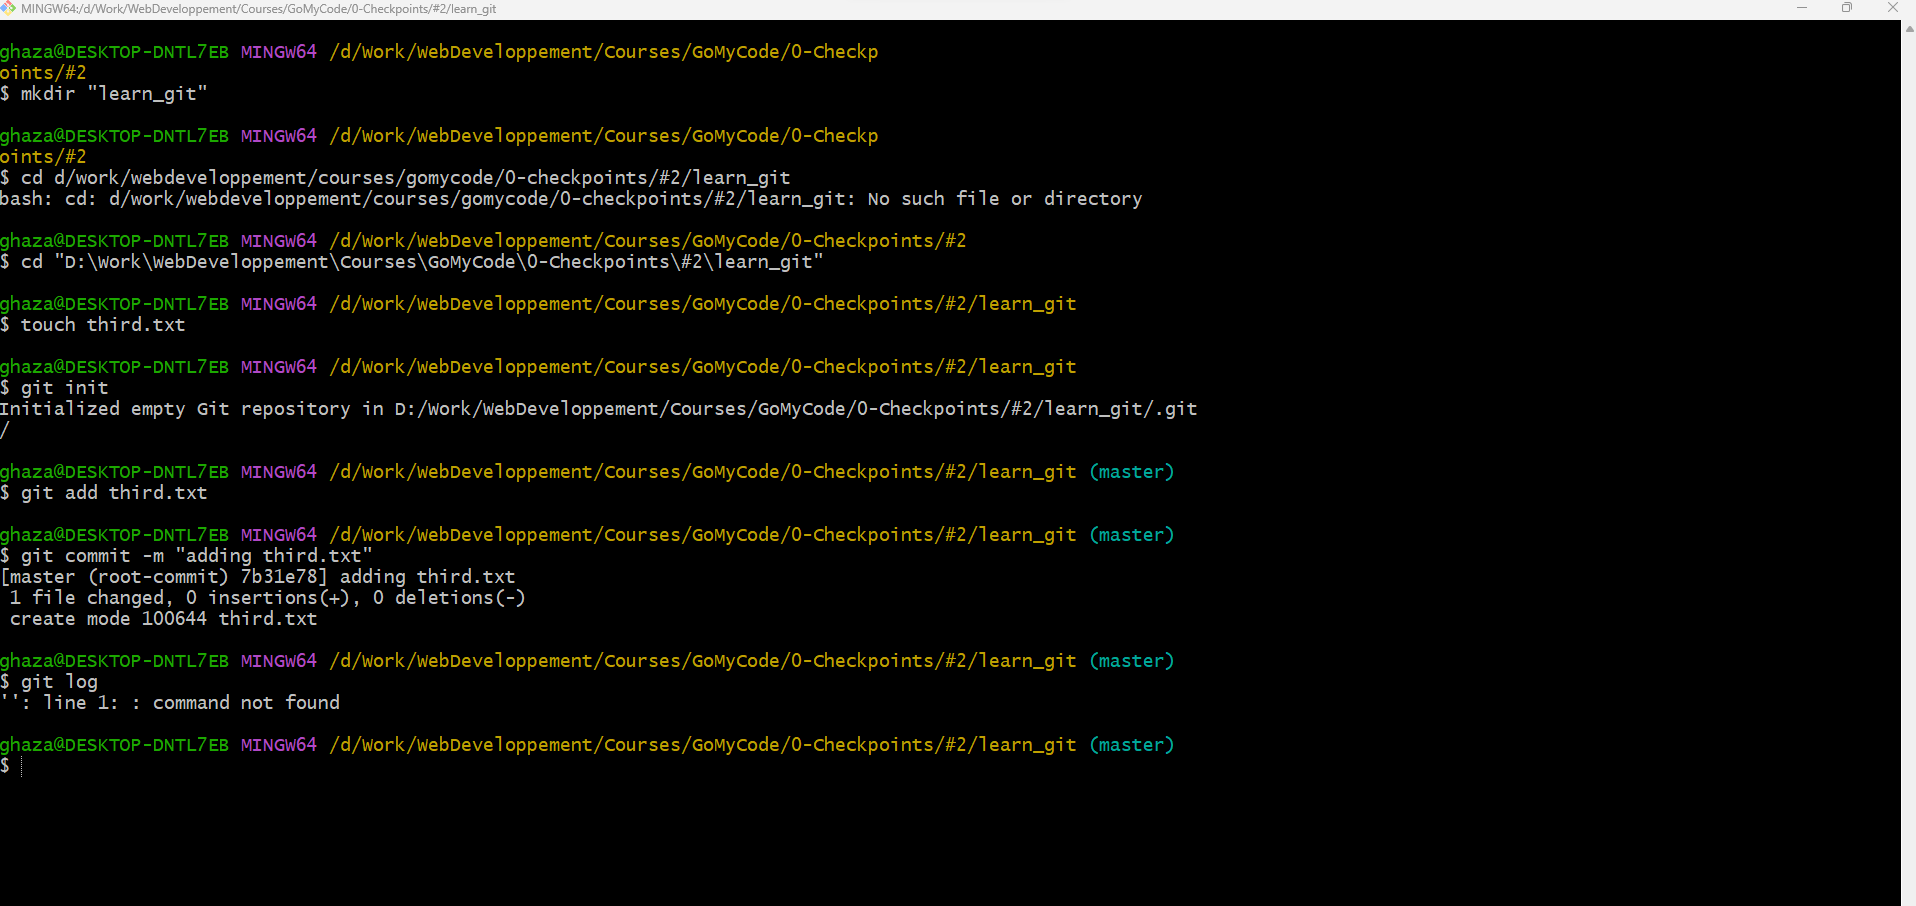 MINGW64:/d/Work/WebDeveloppement/Courses/GoMyCode/0-Checkpoints/#2/learn_git
ghaza@DESKTOP-DNTL7EB MINGW64 /d/Work/WebDeveloppement/Courses/GoMyCode/0-Checkp
oints/#2
$ mkdir "learn_git"
ghaza@DESKTOP-DNTL7EB MINGW64 /d/Work/WebDeveloppement/Courses/GoMyCode/0-Checkp
oints/#2
$ cd d/work/webdeveloppement/courses/gomycode/0-checkpoints/#2/learn_git
bash: cd: d/work/webdeveloppement/courses/gomycode/0-checkpoints/#2/learn_git: No such file or directory
ghaza@DESKTOP-DNTL7EB MINGW64 /d/Work/WebDeveloppement/Courses/GoMyCode/0-Checkpoints/#2
$ cd "D:\Work\WebDeveloppement\Courses\GoMyCode\0-Checkpoints\#2\learn_git"
ghaza@DESKTOP-DNTL7EB MINGW64 /d/Work/WebDeveloppement/Courses/GoMyCode/0-Checkpoints/#2/learn_git
$ touch third.txt
ghaza@DESKTOP-DNTL7EB MINGW64 /d/Work/WebDeveloppement/Courses/GoMyCode/0-Checkpoints/#2/learn_git
$ git init
Initialized empty Git repository in D:/Work/WebDeveloppement/Courses/GoMyCode/0-Checkpoints/#2/learn_git/.git
/
ghaza@DESKTOP-DNTL7EB MINGW64 /d/Work/WebDeveloppement/Courses/GoMyCode/0-Checkpoints/#2/learn_git (master)
$ git add third.txt
ghaza@DESKTOP-DNTL7EB MINGW64 /d/Work/WebDeveloppement/Courses/GoMyCode/0-Checkpoints/#2/learn_git (master)
$ git commit -m "adding third.txt"
[master (root-commit) 7b31e78] adding third.txt
 1 file changed, 0 insertions(+), 0 deletions(-)
 create mode 100644 third.txt
ghaza@DESKTOP-DNTL7EB MINGW64 /d/Work/WebDeveloppement/Courses/GoMyCode/0-Checkpoints/#2/learn_git (master)
$ git log
'': line 1: : command not found
ghaza@DESKTOP-DNTL7EB MINGW64 /d/Work/WebDeveloppement/Courses/GoMyCode/0-Checkpoints/#2/learn_git (master)
$